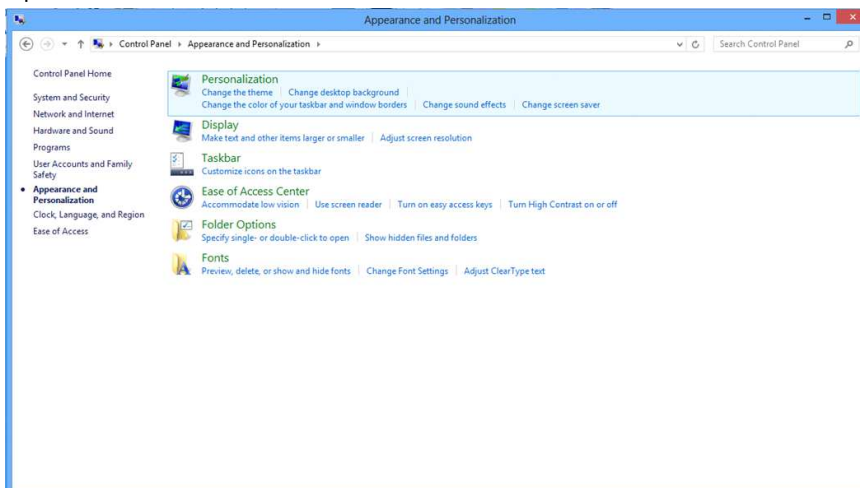 Appearance and Personalization
Control Panel
Appearance and Personalization
Search Control Panel
Control Panel Home
System and Security
Network and Internet
Hardware and Sound
Programs
User Accounts and Family
Safety
Appearance and
Personalization
Clock, Language, and Region
Ease of Access
Personalization
Change the theme
Change desktop background
Change the color of your taskbar and window borders
Change sound effects
Change screen saver
Display
Make text and other items larger or smaller
Adjust screen resolution
Taskbar
Customize icons on the taskbar
Ease of Access Center
Accommodate low vision
Use screen reader
Turn on easy access keys
Turn High Contrast on or off
Folder Options
Specify single- or double-click to open
Show hidden files and folders
Fonts
Preview, delete, or show and hide fonts
Change Font Settings
Adjust ClearType text